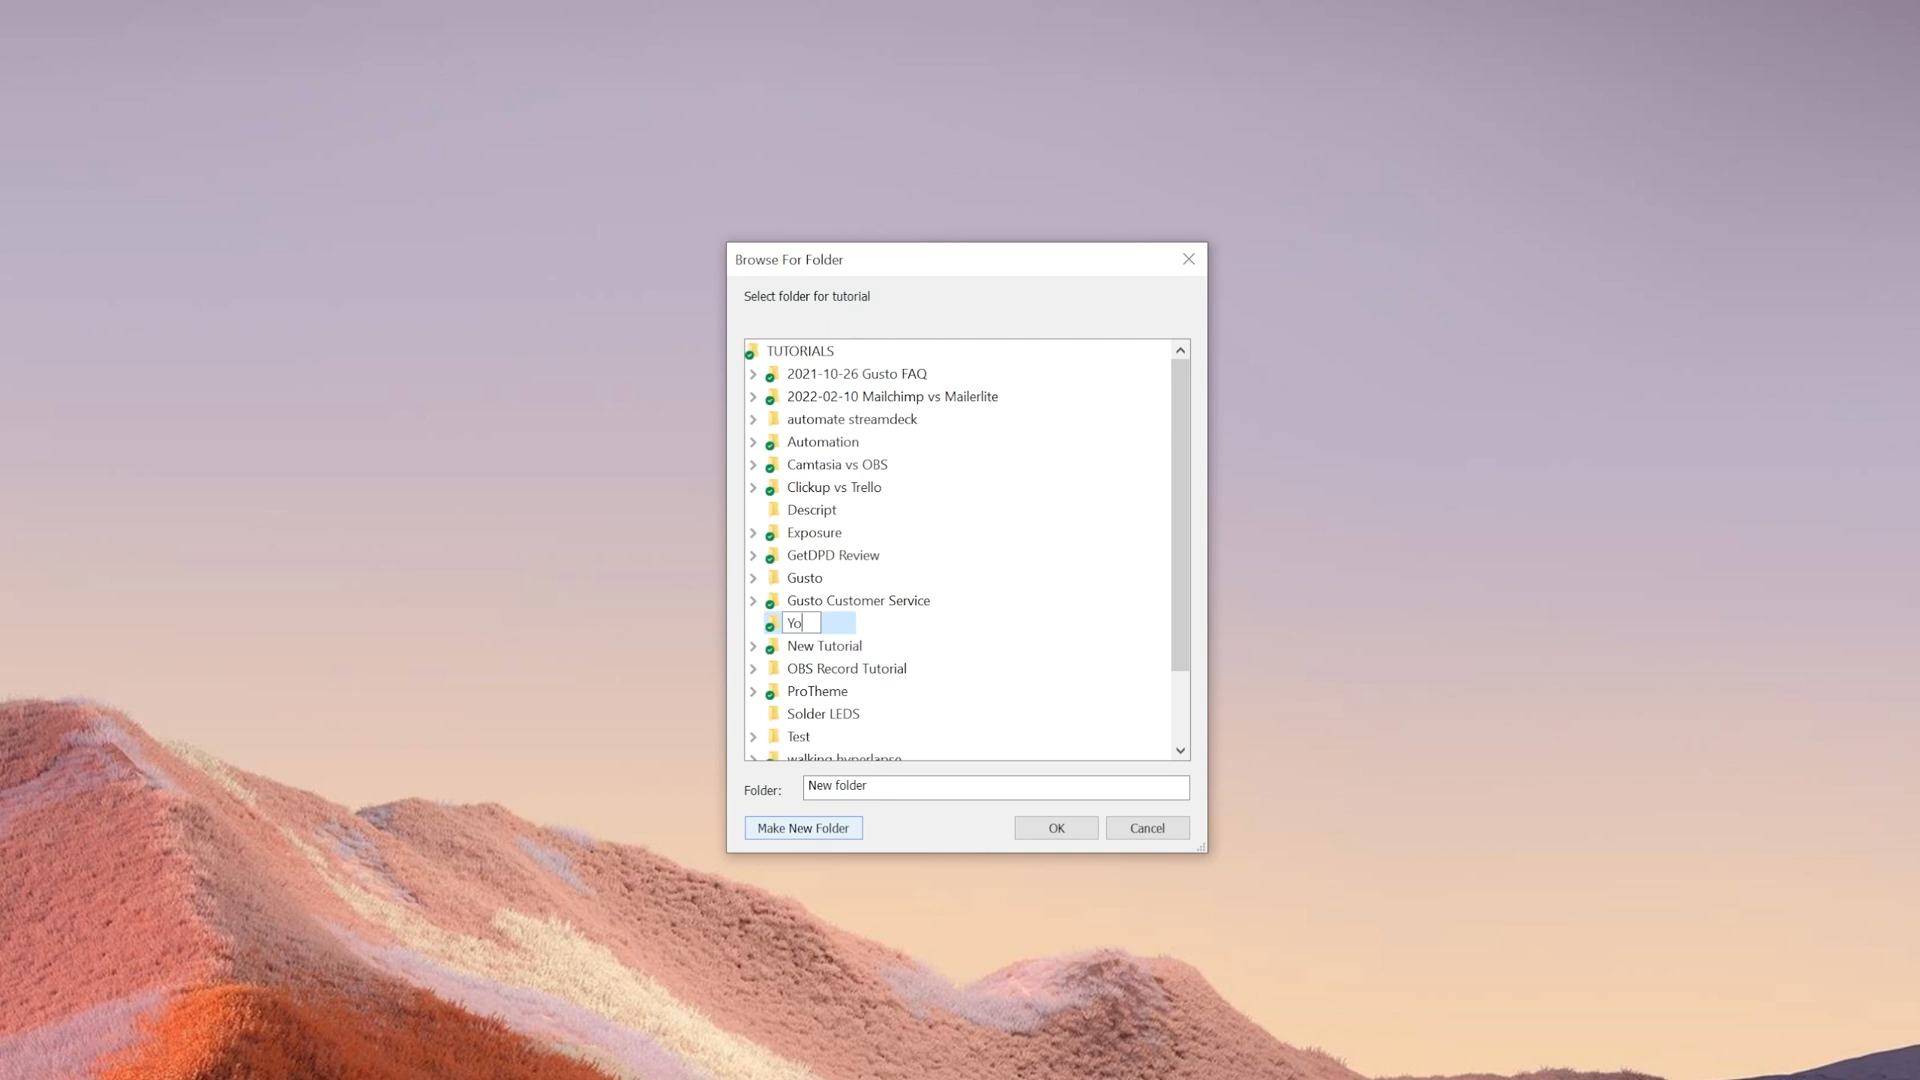 Browse For Folder
Select folder for tutorial
TUTORIALS
2021-10-26 Gusto FAQ
2022-02-10 Mailchimp vs Mailerlite
automate streamdeck
Automation
Camtasia vs OBS
Clickup vs Trello
Descript
Exposure
GetDPD Review
Gusto
Gusto Customer Service
Yo
New Tutorial
OBS Record Tutorial
ProTheme
Solder LEDS
Test
walking hyperlapse
Folder: New folder
Make New Folder OK Cancel